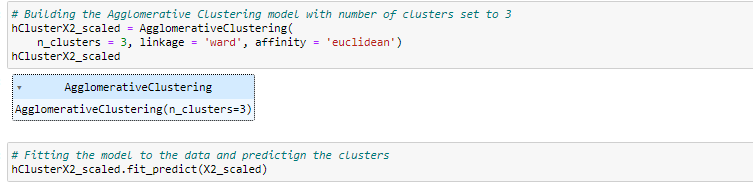 # Building the Agglomerative Clustering model with number of clusters set to 3
hClusterX2_scaled = AgglomerativeClustering(
    n_clusters = 3, linkage = 'ward', affinity = 'euclidean')
hClusterX2_scaled
▾ AgglomerativeClustering
AgglomerativeClustering(n_clusters=3)
# Fitting the model to the data and predictign the clusters
hClusterX2_scaled.fit_predict(X2_scaled)